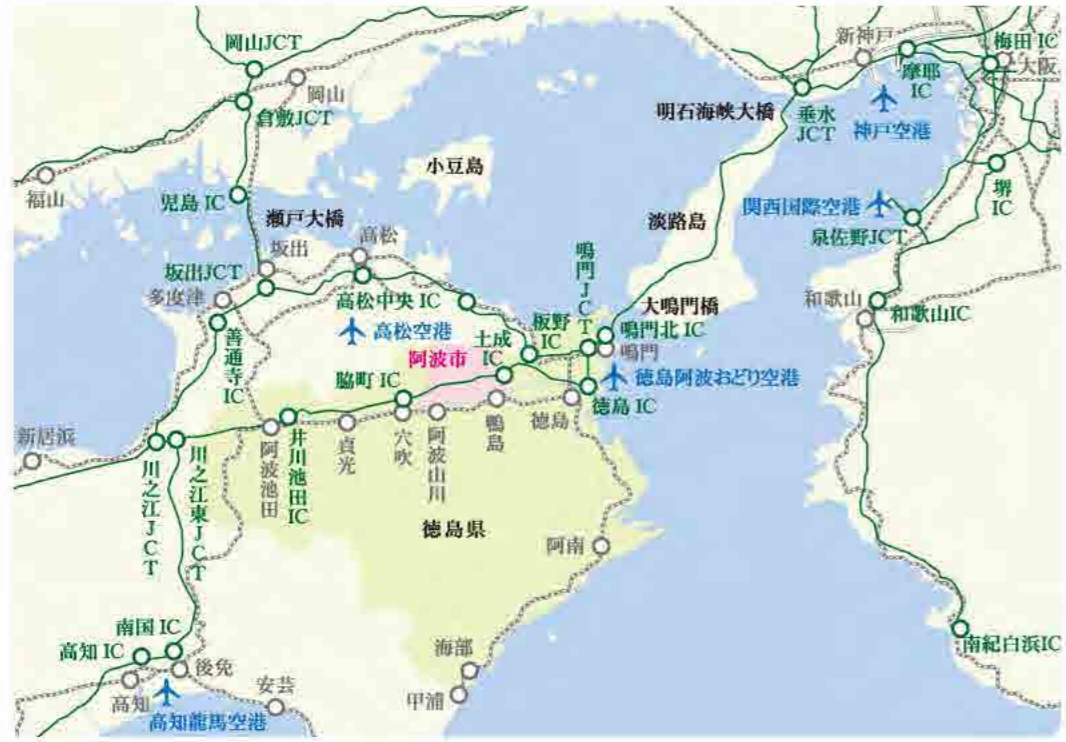 岡山JCT
岡山
倉敷JCT
福山
児島 IC
瀬戸大橋
小豆島
新神戸
摩耶
IC
梅田 IC
大阪
明石海峡大橋
垂水
JCT
神戸空港
関西国際空港
泉佐野JCT
堺
IC
淡路島
坂出
高松
坂出JCT
多度津
高松中央 IC
高松空港
善通寺IC
鳴門JCT
大鳴門橋
板野
IC
鳴門北 IC
鳴門
土成
IC
阿波市
脇町 IC
徳島阿波おどり空港
徳島 IC
徳島
鴨島
阿波山川
穴吹
貞光
井川池田IC
阿波池田
新居浜
川之江JCT
川之江東JCT
和歌山
和歌山IC
徳島県
阿南
海部
甲浦
南国 IC
高知 IC
後免
高知
安芸
高知龍馬空港
南紀白浜IC